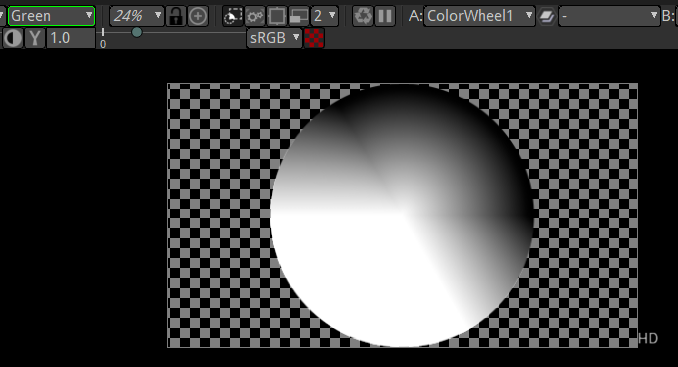 Green 24% 2 A: ColorWheel1 - B:
Y 1.0 0 sRGB
HD